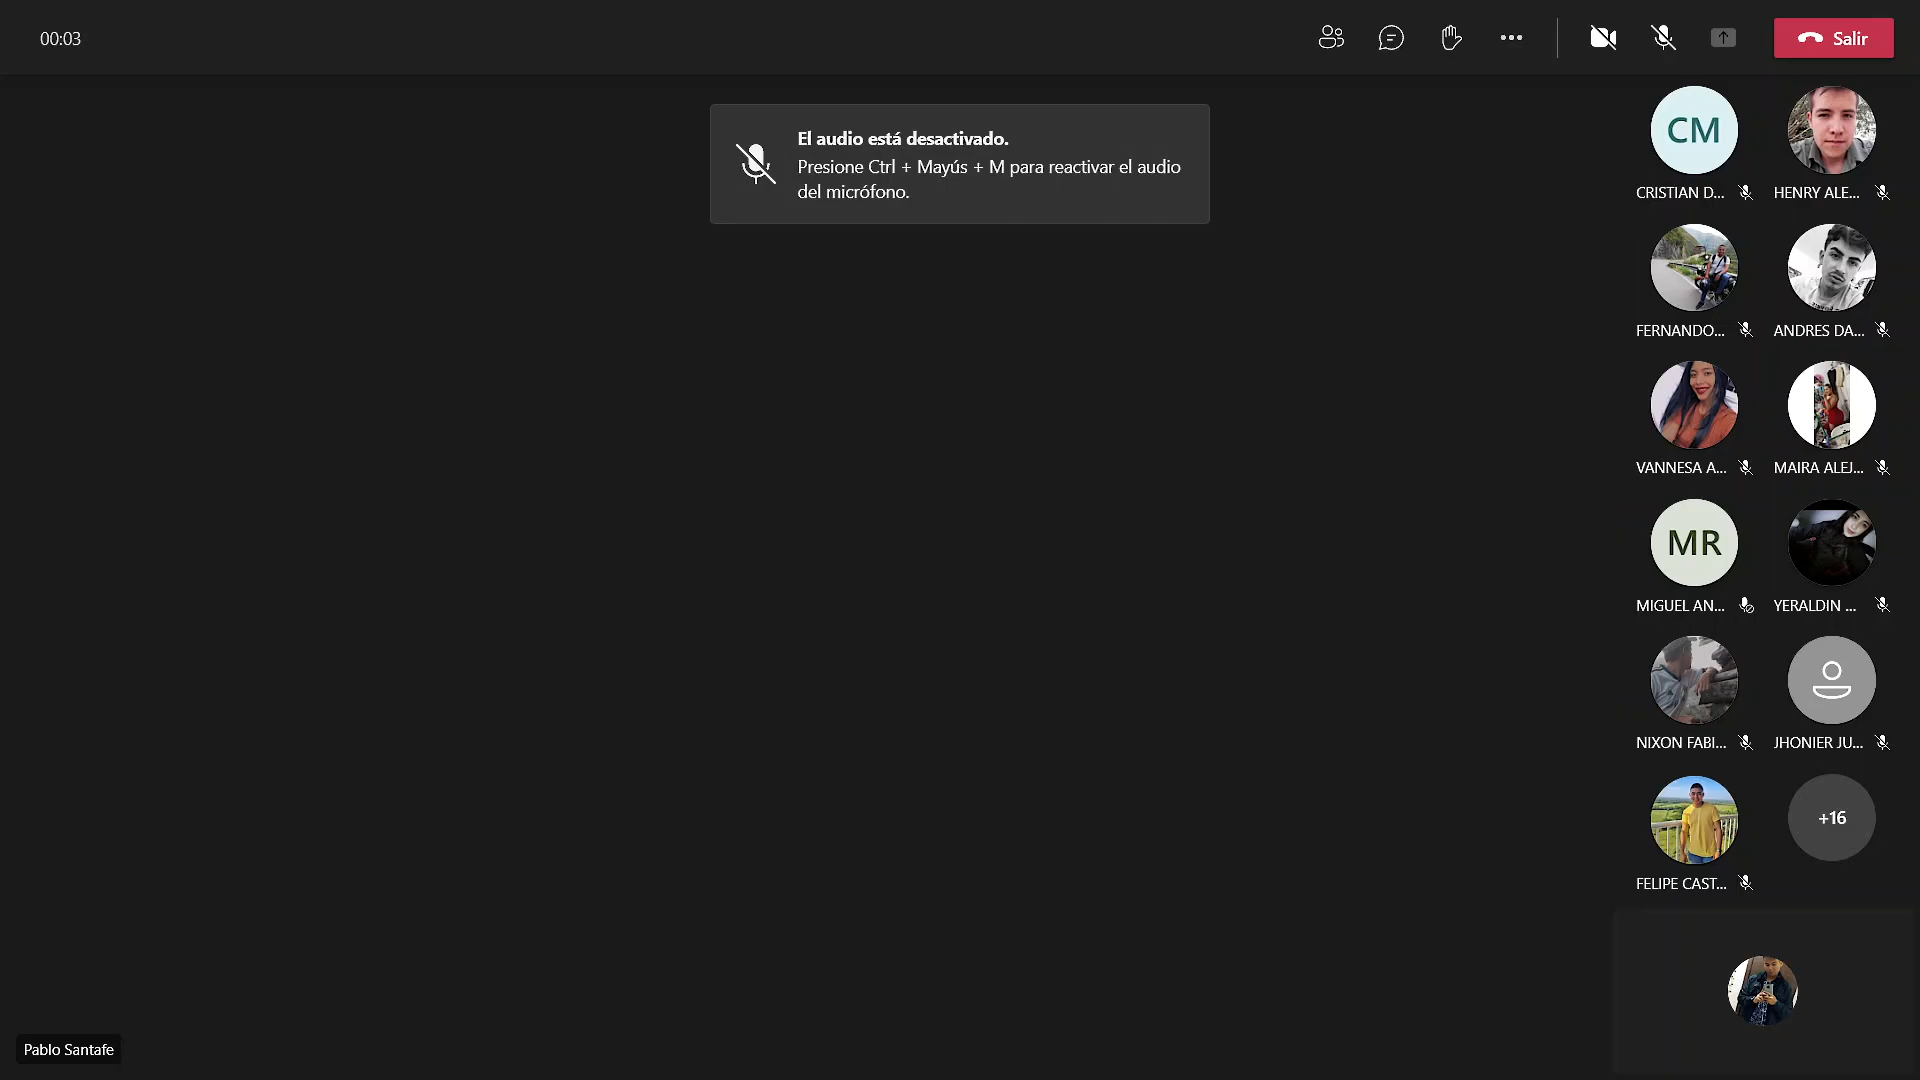 00:03
Salir
El audio está desactivado.
Presione Ctrl + Mayús + M para reactivar el audio
del micrófono.
CM
CRISTIAN D...
HENRY ALE...
FERNANDO...
ANDRES DA...
VANNESA A...
MAIRA ALEJ...
MR
MIGUEL AN...
YERALDIN ...
NIXON FABI...
JHONIER JU...
+16
FELIPE CAST...
Pablo Santafe